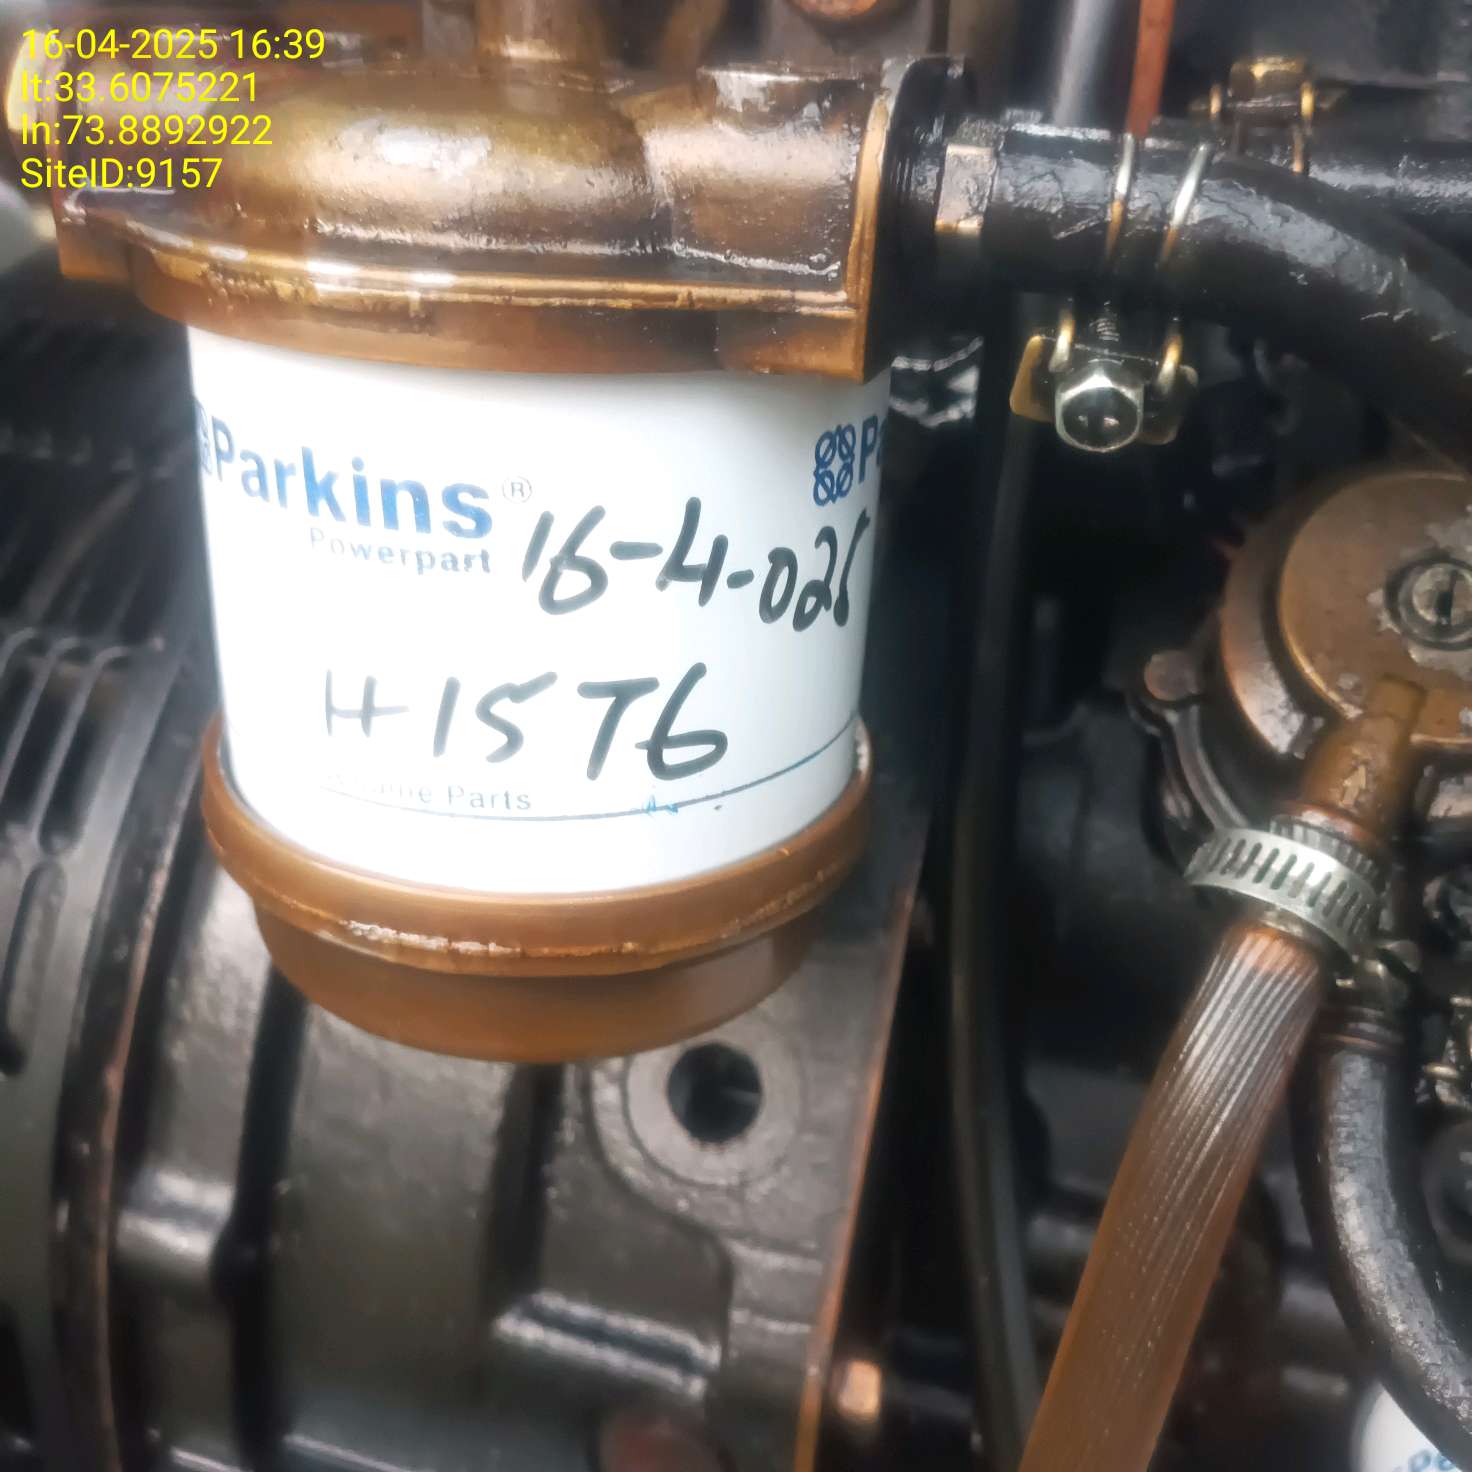 16-04-2025 16:39
lt:33.6075221
ln:73.8892922
SiteID:9157
Parkins®
Powerpart
16-4-025
H15T6
Parts